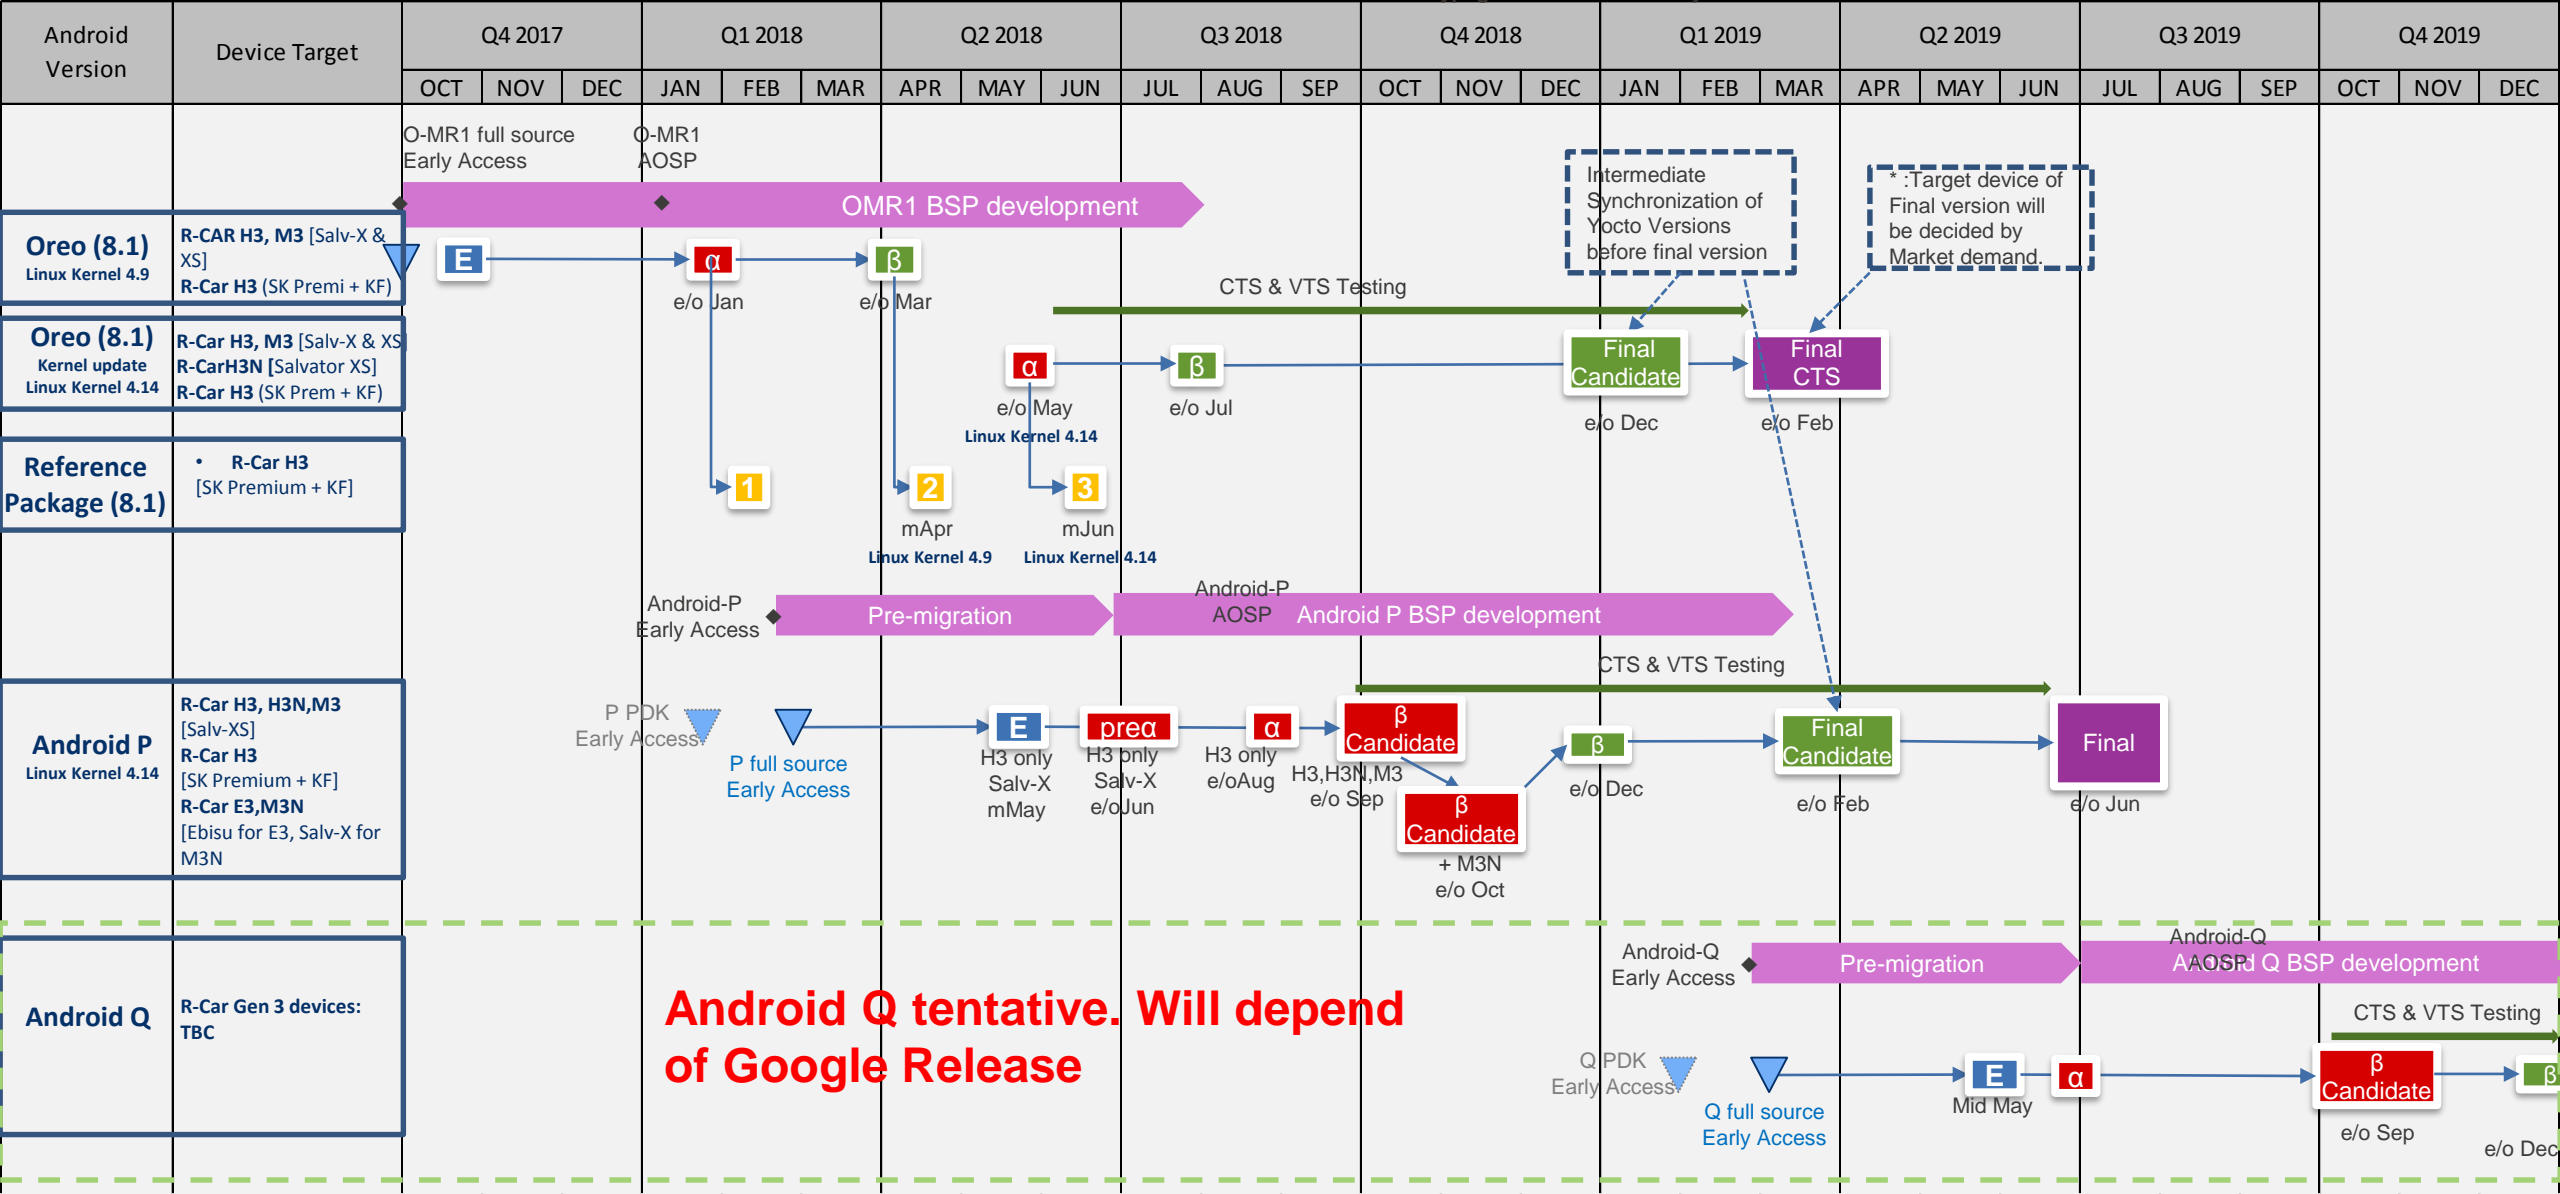 Android
Version
Device Target
Q4 2017
Q1 2018
Q2 2018
Q3 2018
Q4 2018
Q1 2019
Q2 2019
Q3 2019
Q4 2019
OCT NOV DEC JAN FEB MAR APR MAY JUN JUL AUG SEP OCT NOV DEC JAN FEB MAR APR MAY JUN JUL AUG SEP OCT NOV DEC
O-MR1 full source
Early Access
O-MR1
AOSP
OMR1 BSP development
Intermediate
Synchronization of
Yocto Versions
before final version
* :Target device of
Final version will
be decided by
Market demand.
Oreo (8.1)
Linux Kernel 4.9
R-CAR H3, M3 [Salv-X &
XS]
R-Car H3 (SK Premi + KF)
E
α
e/o Jan
β
e/o Mar
CTS & VTS Testing
Oreo (8.1)
Kernel update
Linux Kernel 4.14
R-Car H3, M3 [Salv-X & XS]
R-CarH3N [Salvator XS]
R-Car H3 (SK Prem + KF)
α
e/o May
Linux Kernel 4.14
β
e/o Jul
Final
Candidate
e/o Dec
Final
CTS
e/o Feb
Reference
Package (8.1)
• R-Car H3
[SK Premium + KF]
1
2
mApr
Linux Kernel 4.9
3
mJun
Linux Kernel 4.14
Android-P
Early Access
Pre-migration
Android-P
AOSP
Android P BSP development
CTS & VTS Testing
Android P
Linux Kernel 4.14
R-Car H3, H3N,M3
[Salv-XS]
R-Car H3
[SK Premium + KF]
R-Car E3,M3N
[Ebisu for E3, Salv-X for
M3N
P PDK
Early Access
P full source
Early Access
E
H3 only
Salv-X
mMay
preα
H3 only
Salv-X
e/oJun
α
H3 only
e/oAug
β
Candidate
H3,H3N,M3
e/o Sep
β
Candidate
+ M3N
e/o Oct
β
e/o Dec
Final
Candidate
e/o Feb
Final
e/o Jun
Android Q
R-Car Gen 3 devices:
TBC
Android Q tentative. Will depend
of Google Release
Android-Q
Early Access
Pre-migration
Android-Q
AOSP
Android Q BSP development
CTS & VTS Testing
Q PDK
Early Access
Q full source
Early Access
E
Mid May
α
β
Candidate
e/o Sep
β
e/o Dec